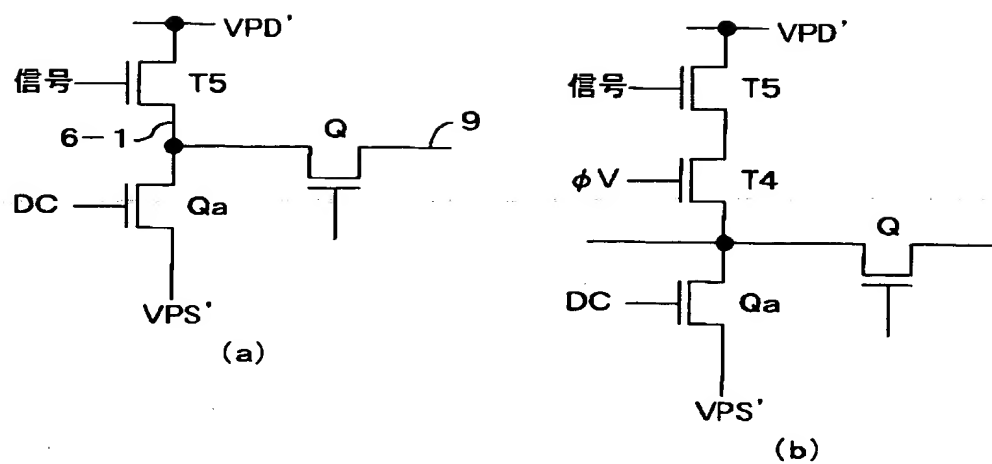 VPD'
信号 T5
6-1
Q
9
DC Qa
VPS'
(a)
VPD'
信号 T5
φV T4
Q
DC Qa
VPS'
(b)